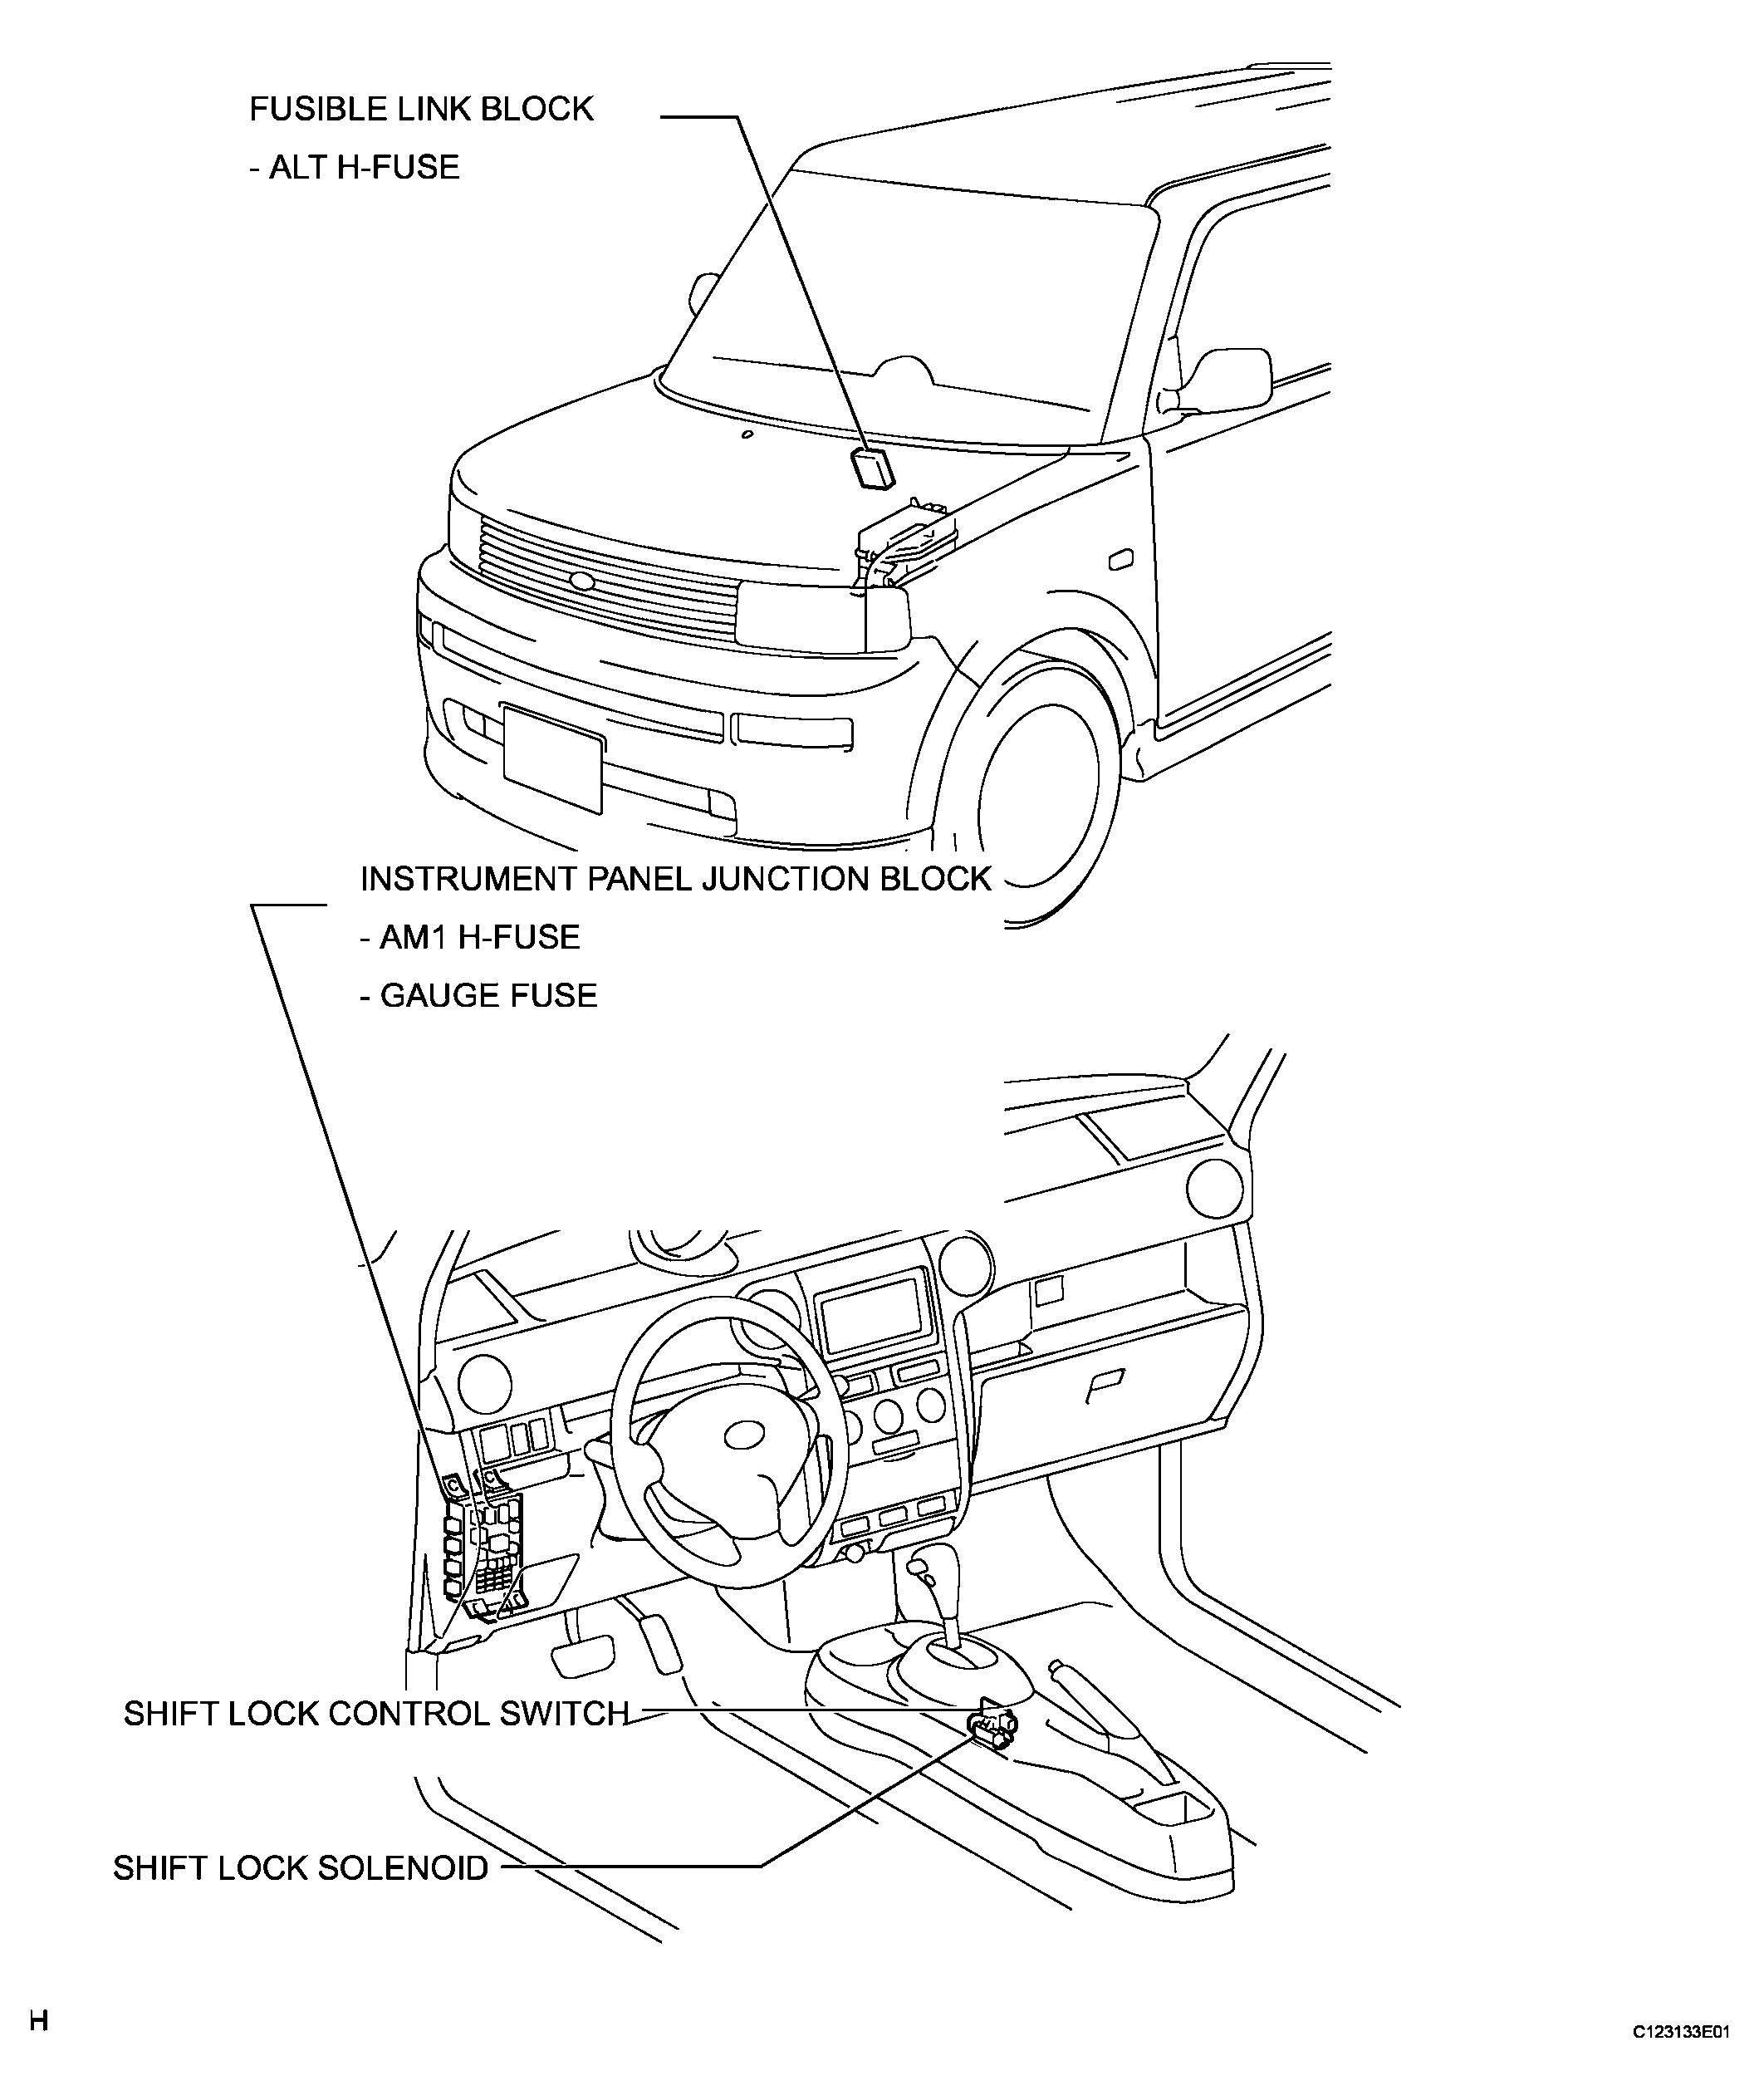 FUSIBLE LINK BLOCK
- ALT H-FUSE
INSTRUMENT PANEL JUNCTION BLOCK
- AM1 H-FUSE
- GAUGE FUSE
SHIFT LOCK CONTROL SWITCH
SHIFT LOCK SOLENOID
H
C123133E01